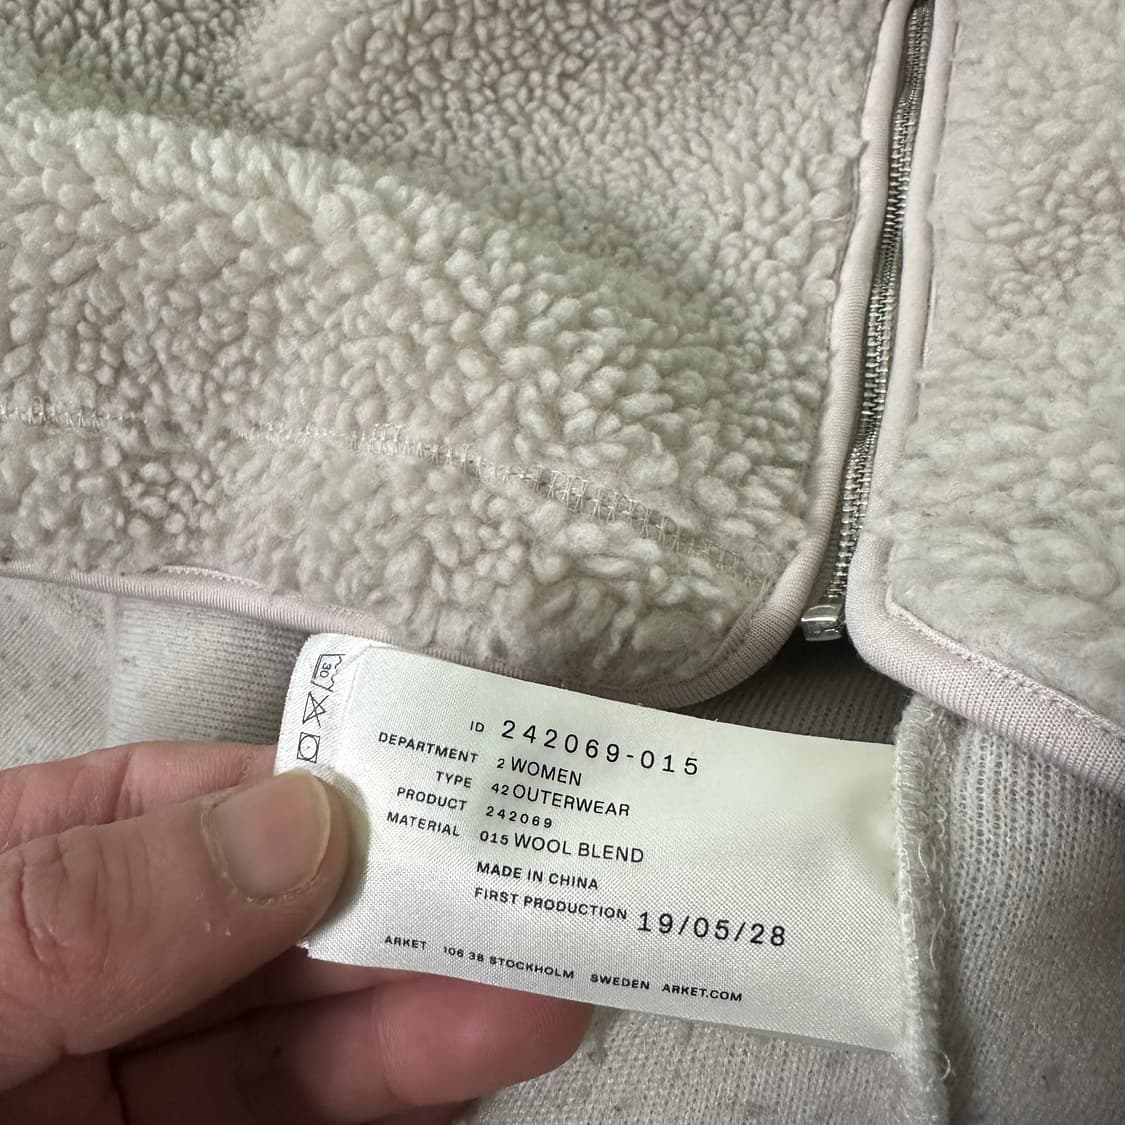 ID 242069-015
DEPARTMENT 2 WOMEN
TYPE 42 OUTERWEAR
PRODUCT 242069
MATERIAL 015 WOOL BLEND
MADE IN CHINA
FIRST PRODUCTION 19/05/28
ARKET 106 38 STOCKHOLM SWEDEN ARKET.COM
30